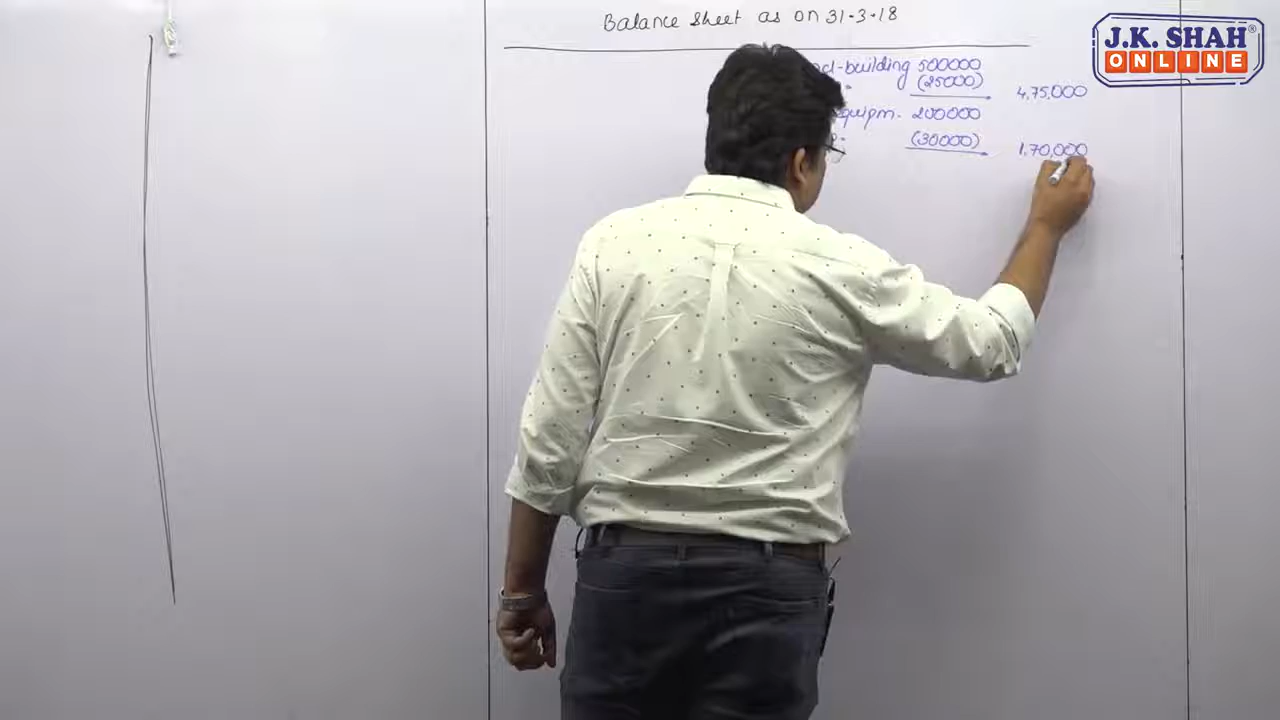 Balance Sheet as on 31-3-18
-building 500000
(25000) 4,75,000
equipm. 200000
(30000) 1,70,000
J.K. SHAH®
ONLINE